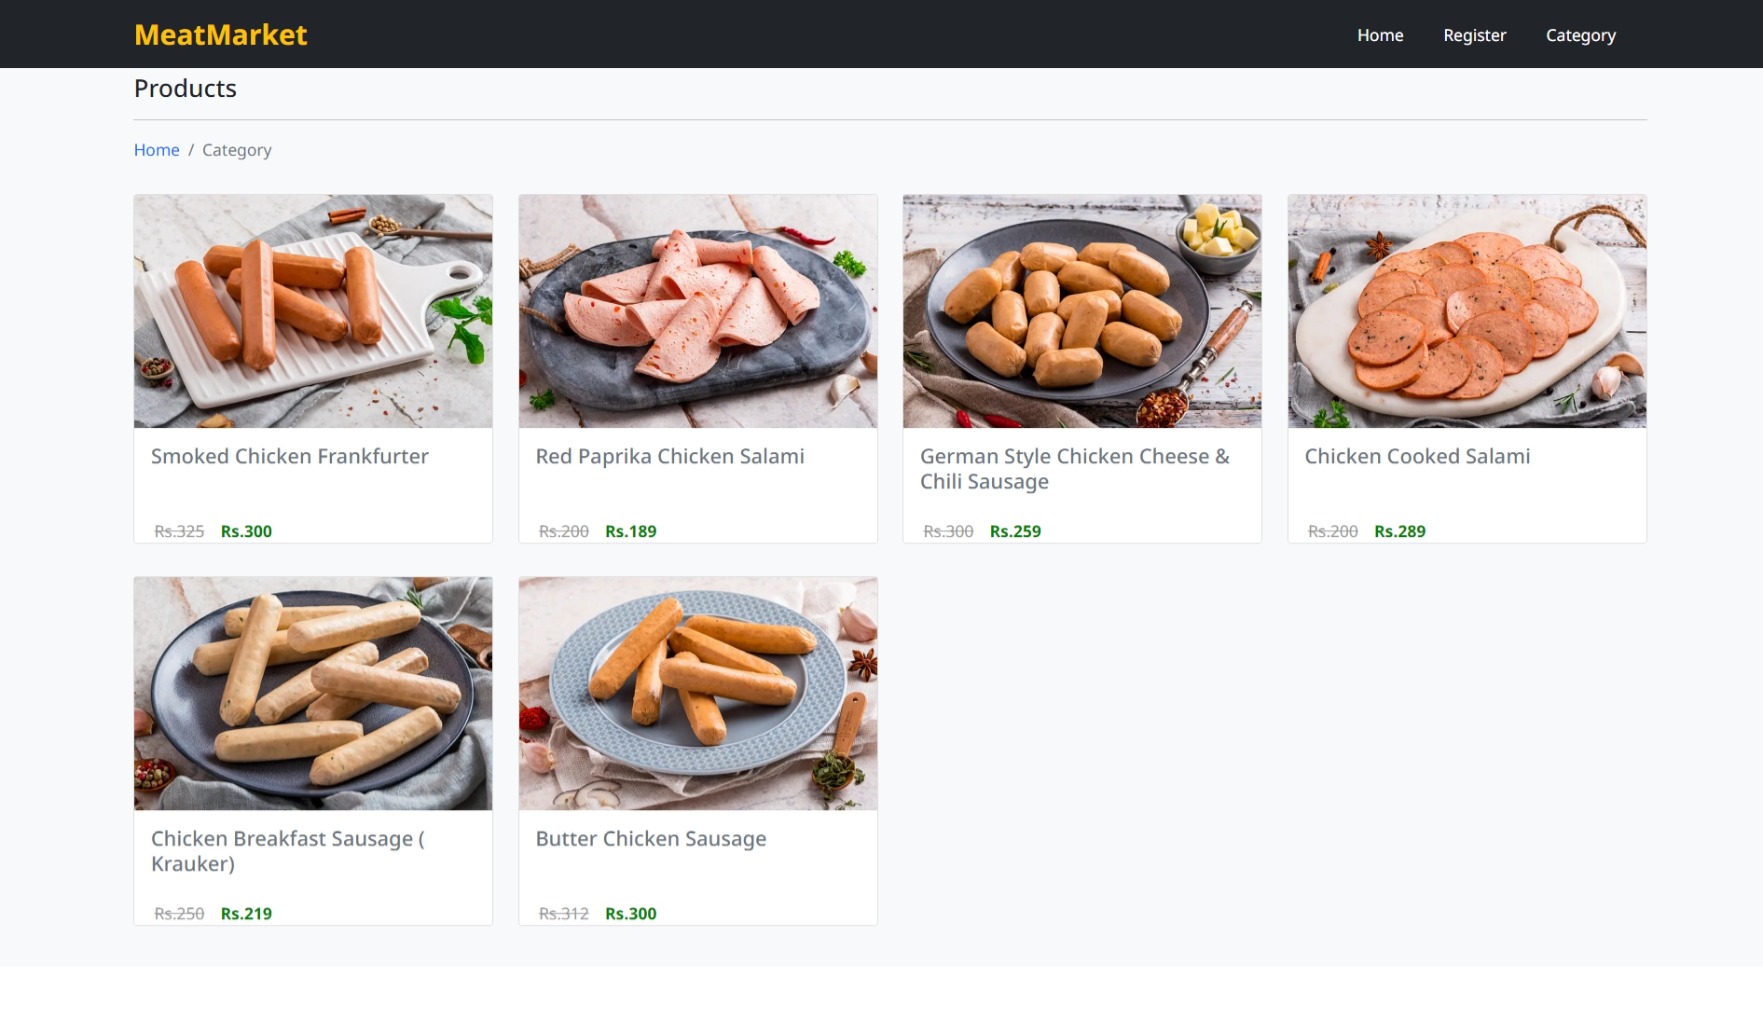 MeatMarket
Home Register Category
Products
Home / Category
Smoked Chicken Frankfurter
Rs.325 Rs.300
Red Paprika Chicken Salami
Rs.200 Rs.189
German Style Chicken Cheese &
Chili Sausage
Rs.300 Rs.259
Chicken Cooked Salami
Rs.200 Rs.289
Chicken Breakfast Sausage (
Krauker)
Rs.250 Rs.219
Butter Chicken Sausage
Rs.312 Rs.300